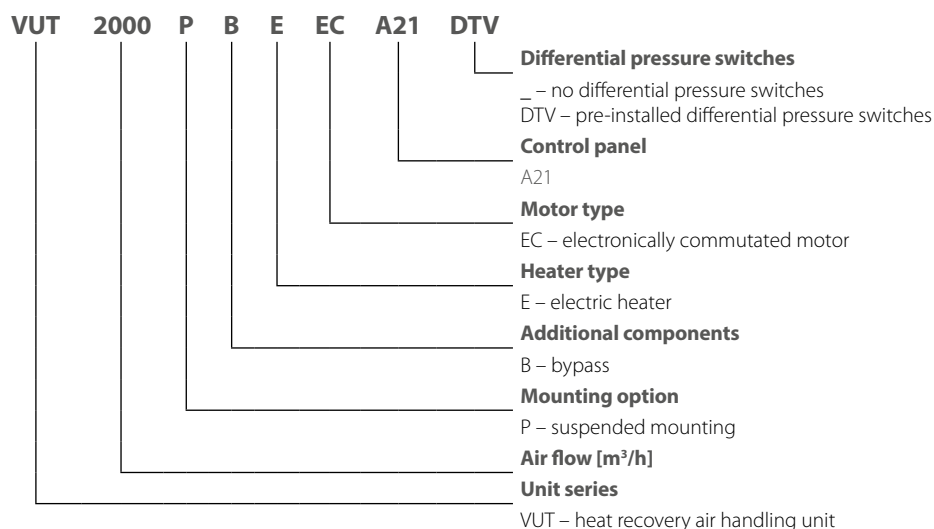 VUT 2000 P B E EC A21 DTV
Differential pressure switches
_ – no differential pressure switches
DTV – pre-installed differential pressure switches
Control panel
A21
Motor type
EC – electronically commutated motor
Heater type
E – electric heater
Additional components
B – bypass
Mounting option
P – suspended mounting
Air flow [m³/h]
Unit series
VUT – heat recovery air handling unit